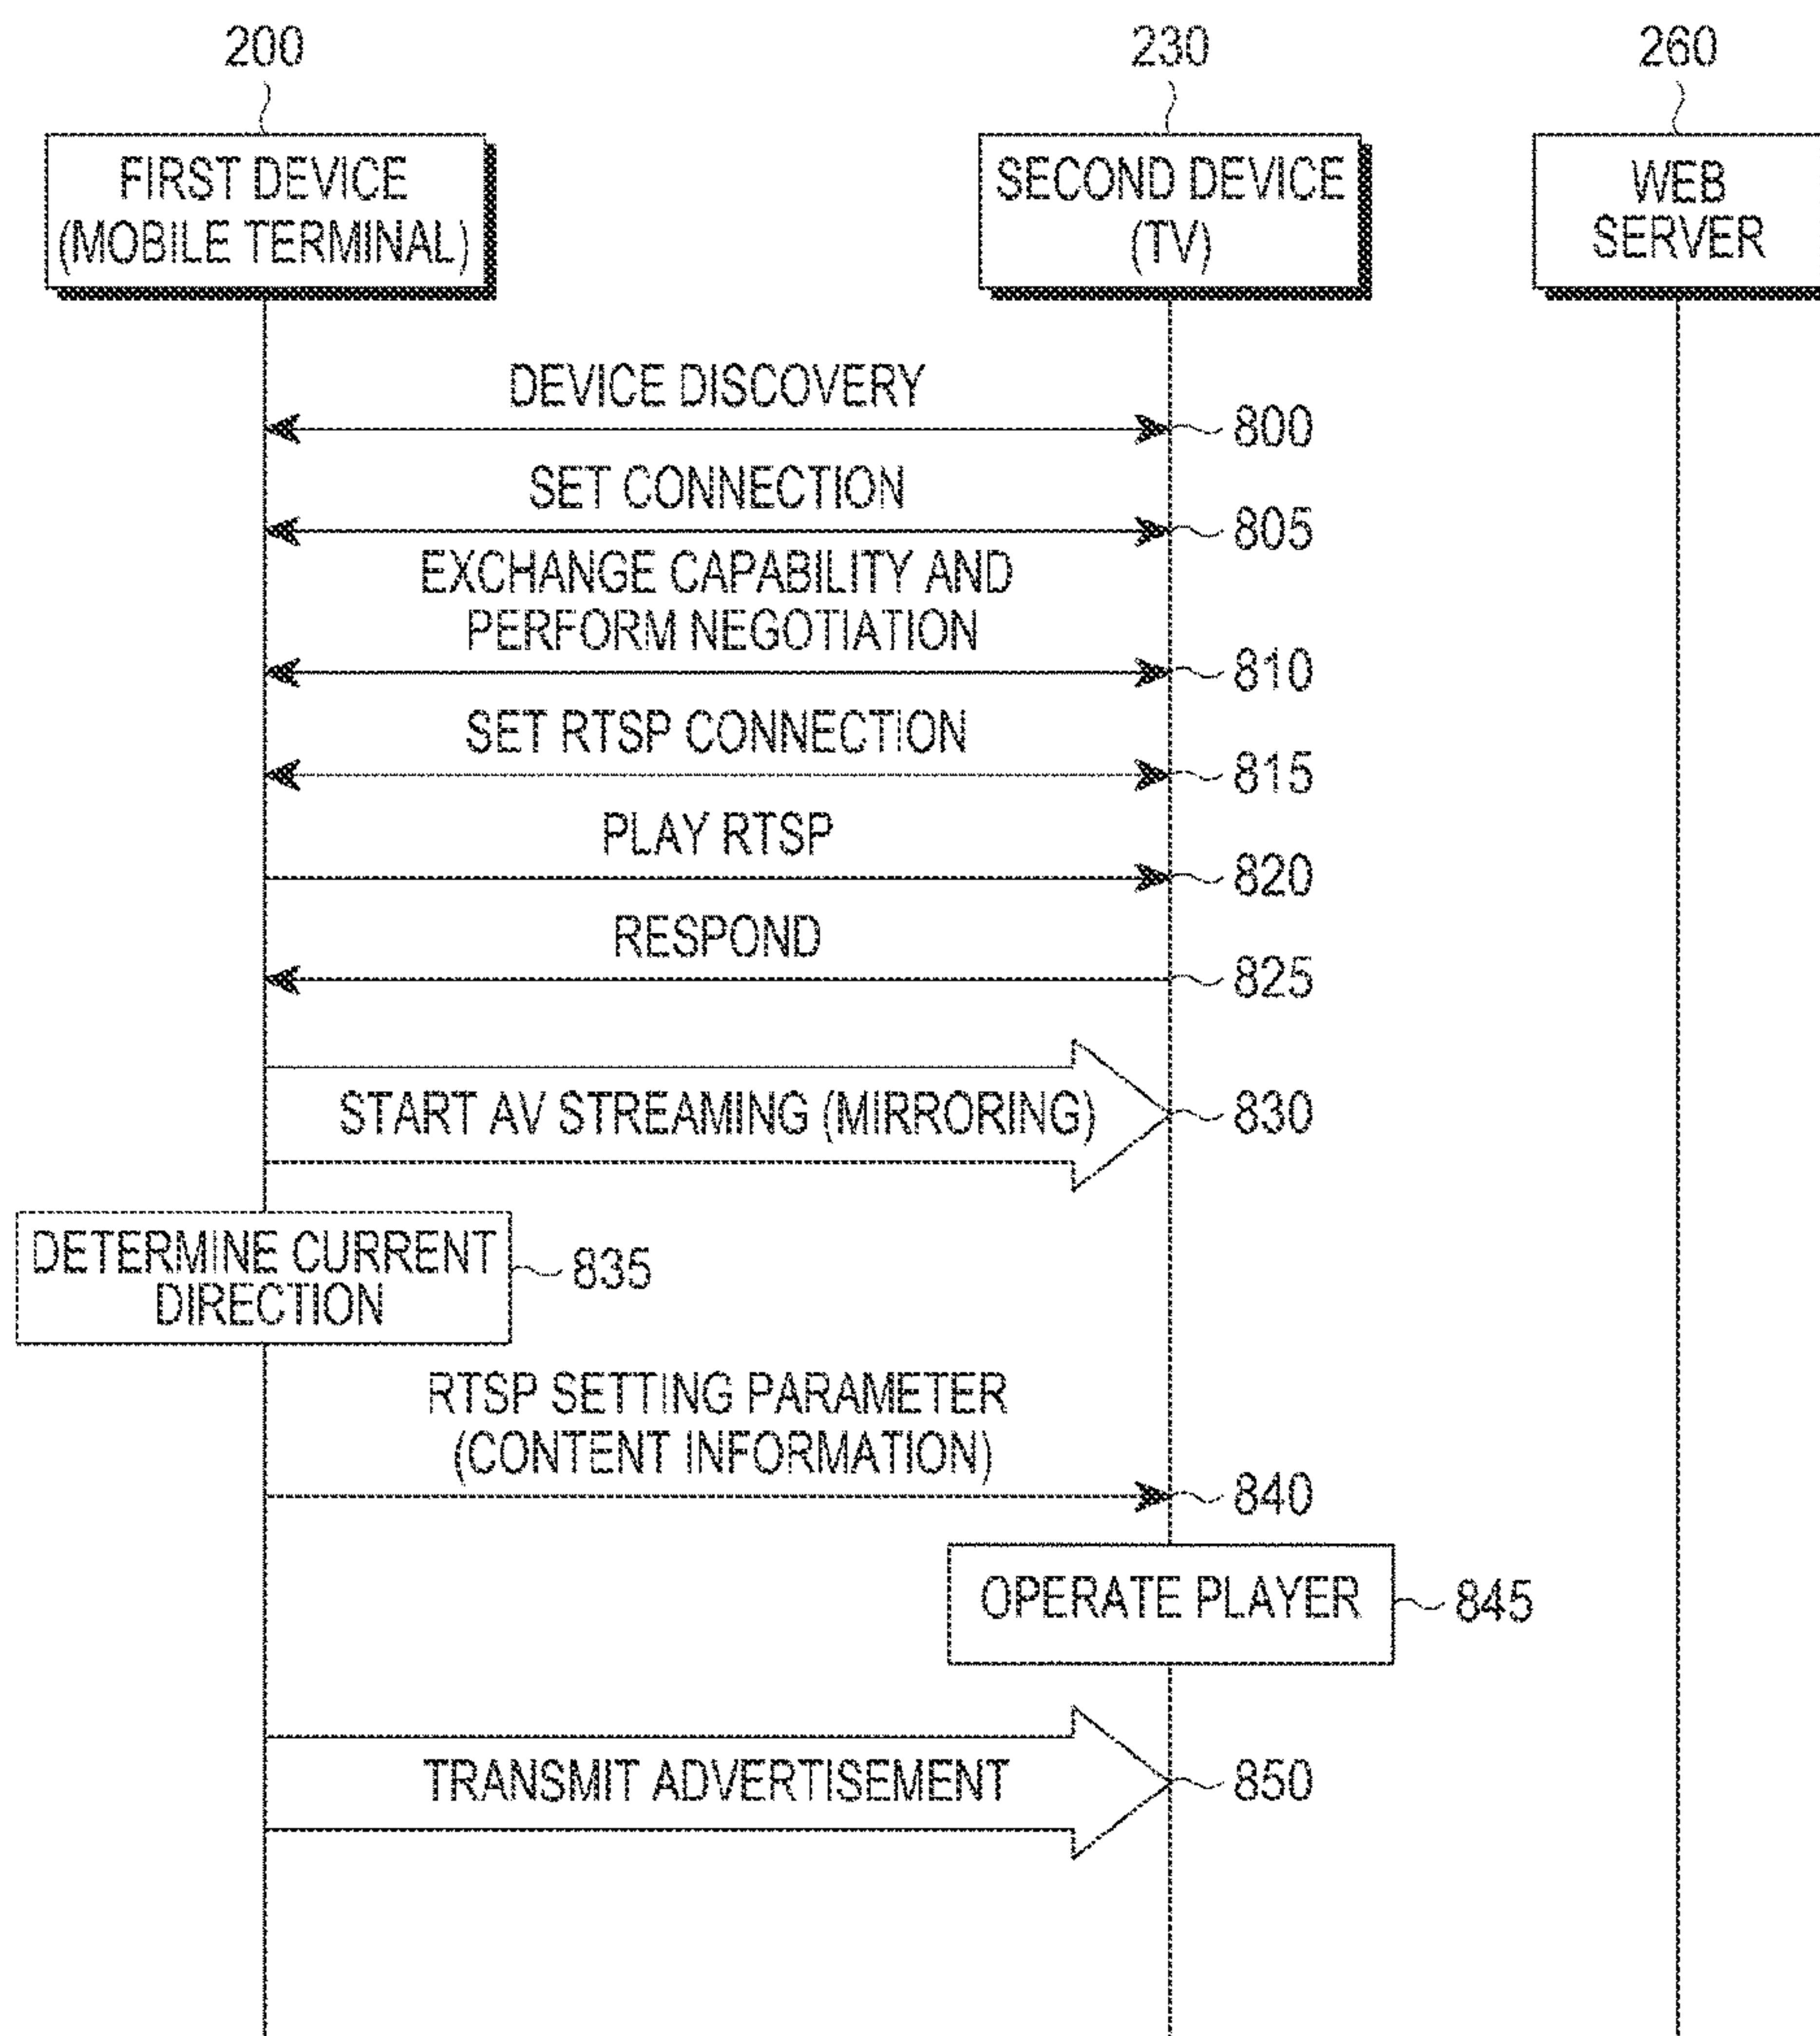 200
230
260
FIRST DEVICE
(MOBILE TERMINAL)
SECOND DEVICE
(TV)
WEB
SERVER
DEVICE DISCOVERY
800
SET CONNECTION
805
EXCHANGE CAPABILITY AND
PERFORM NEGOTIATION
810
SET RTSP CONNECTION
815
PLAY RTSP
820
RESPOND
825
START AV STREAMING (MIRRORING)
830
DETERMINE CURRENT
DIRECTION
835
RTSP SETTING PARAMETER
(CONTENT INFORMATION)
840
OPERATE PLAYER
845
TRANSMIT ADVERTISEMENT
850